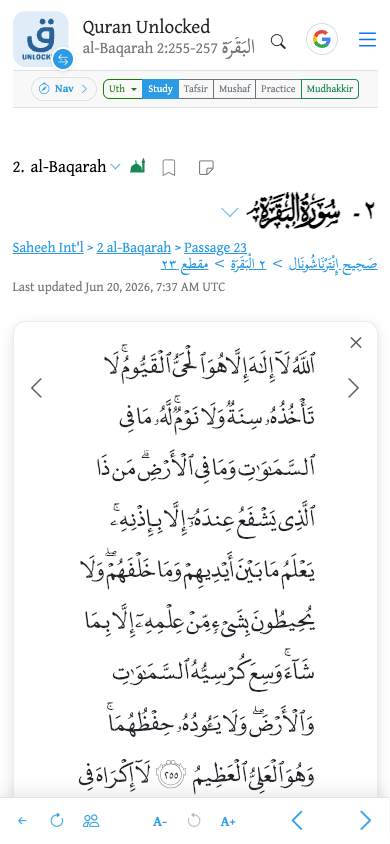 ق
UNLOCK
Quran Unlocked
al-Baqarah 2:255-257 البَقَرَة
Nav
Uth
Study
Tafsir
Mushaf
Practice
Mudhakkir
2. al-Baqarah
٢ - سُورَةُ البَقَرَةِ
Saheeh Int'l > 2 al-Baqarah > Passage 23
صَحِيح إِنْتَرْنَاشُونَال > ٢ الْبَقَرَة > مقطع ٢٣
Last updated Jun 20, 2026, 7:37 AM UTC
ٱللَّهُ لَآ إِلَٰهَ إِلَّا هُوَ ٱلْحَىُّ ٱلْقَيُّومُ ۚ لَا
تَأْخُذُهُۥ سِنَةٌ وَلَا نَوْمٌ ۚ لَّهُۥ مَا فِى
ٱلسَّمَٰوَٰتِ وَمَا فِى ٱلْأَرْضِ ۗ مَن ذَا
ٱلَّذِى يَشْفَعُ عِندَهُۥٓ إِلَّا بِإِذْنِهِۦ ۚ
يَعْلَمُ مَا بَيْنَ أَيْدِيهِمْ وَمَا خَلْفَهُمْ ۖ وَلَا
يُحِيطُونَ بِشَىْءٍ مِّنْ عِلْمِهِۦٓ إِلَّا بِمَا
شَآءَ ۚ وَسِعَ كُرْسِيُّهُ ٱلسَّمَٰوَٰتِ
وَٱلْأَرْضَ ۖ وَلَا يَـُٔودُهُۥ حِفْظُهُمَا ۚ
وَهُوَ ٱلْعَلِىُّ ٱلْعَظِيمُ ٢٥٥ لَآ إِكْرَاهَ فِى
A-
A+